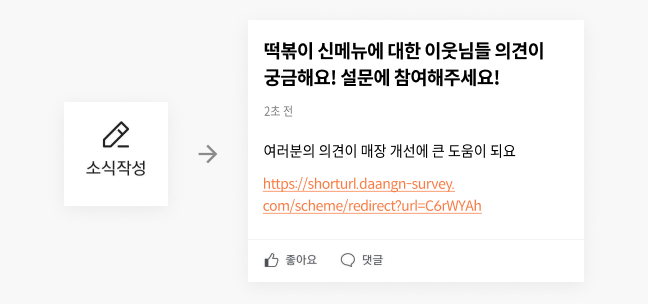 소식작성
떡볶이 신메뉴에 대한 이웃님들 의견이
궁금해요! 설문에 참여해주세요!
2초 전
여러분의 의견이 매장 개선에 큰 도움이 되요
https://shorturl.daangn-survey.
com/scheme/redirect?url=C6rWYAh
좋아요 댓글